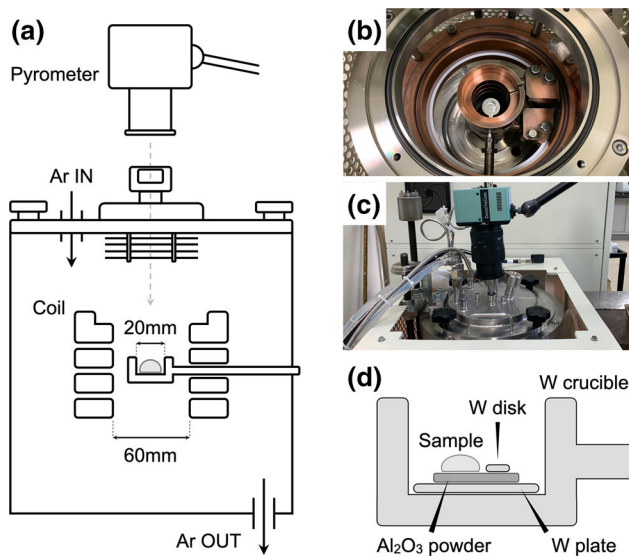 (a)
Pyrometer
Ar IN
Coil
20mm
60mm
Ar OUT
(b)
(c)
(d)
W crucible
W disk
Sample
Al₂O₃ powder
W plate